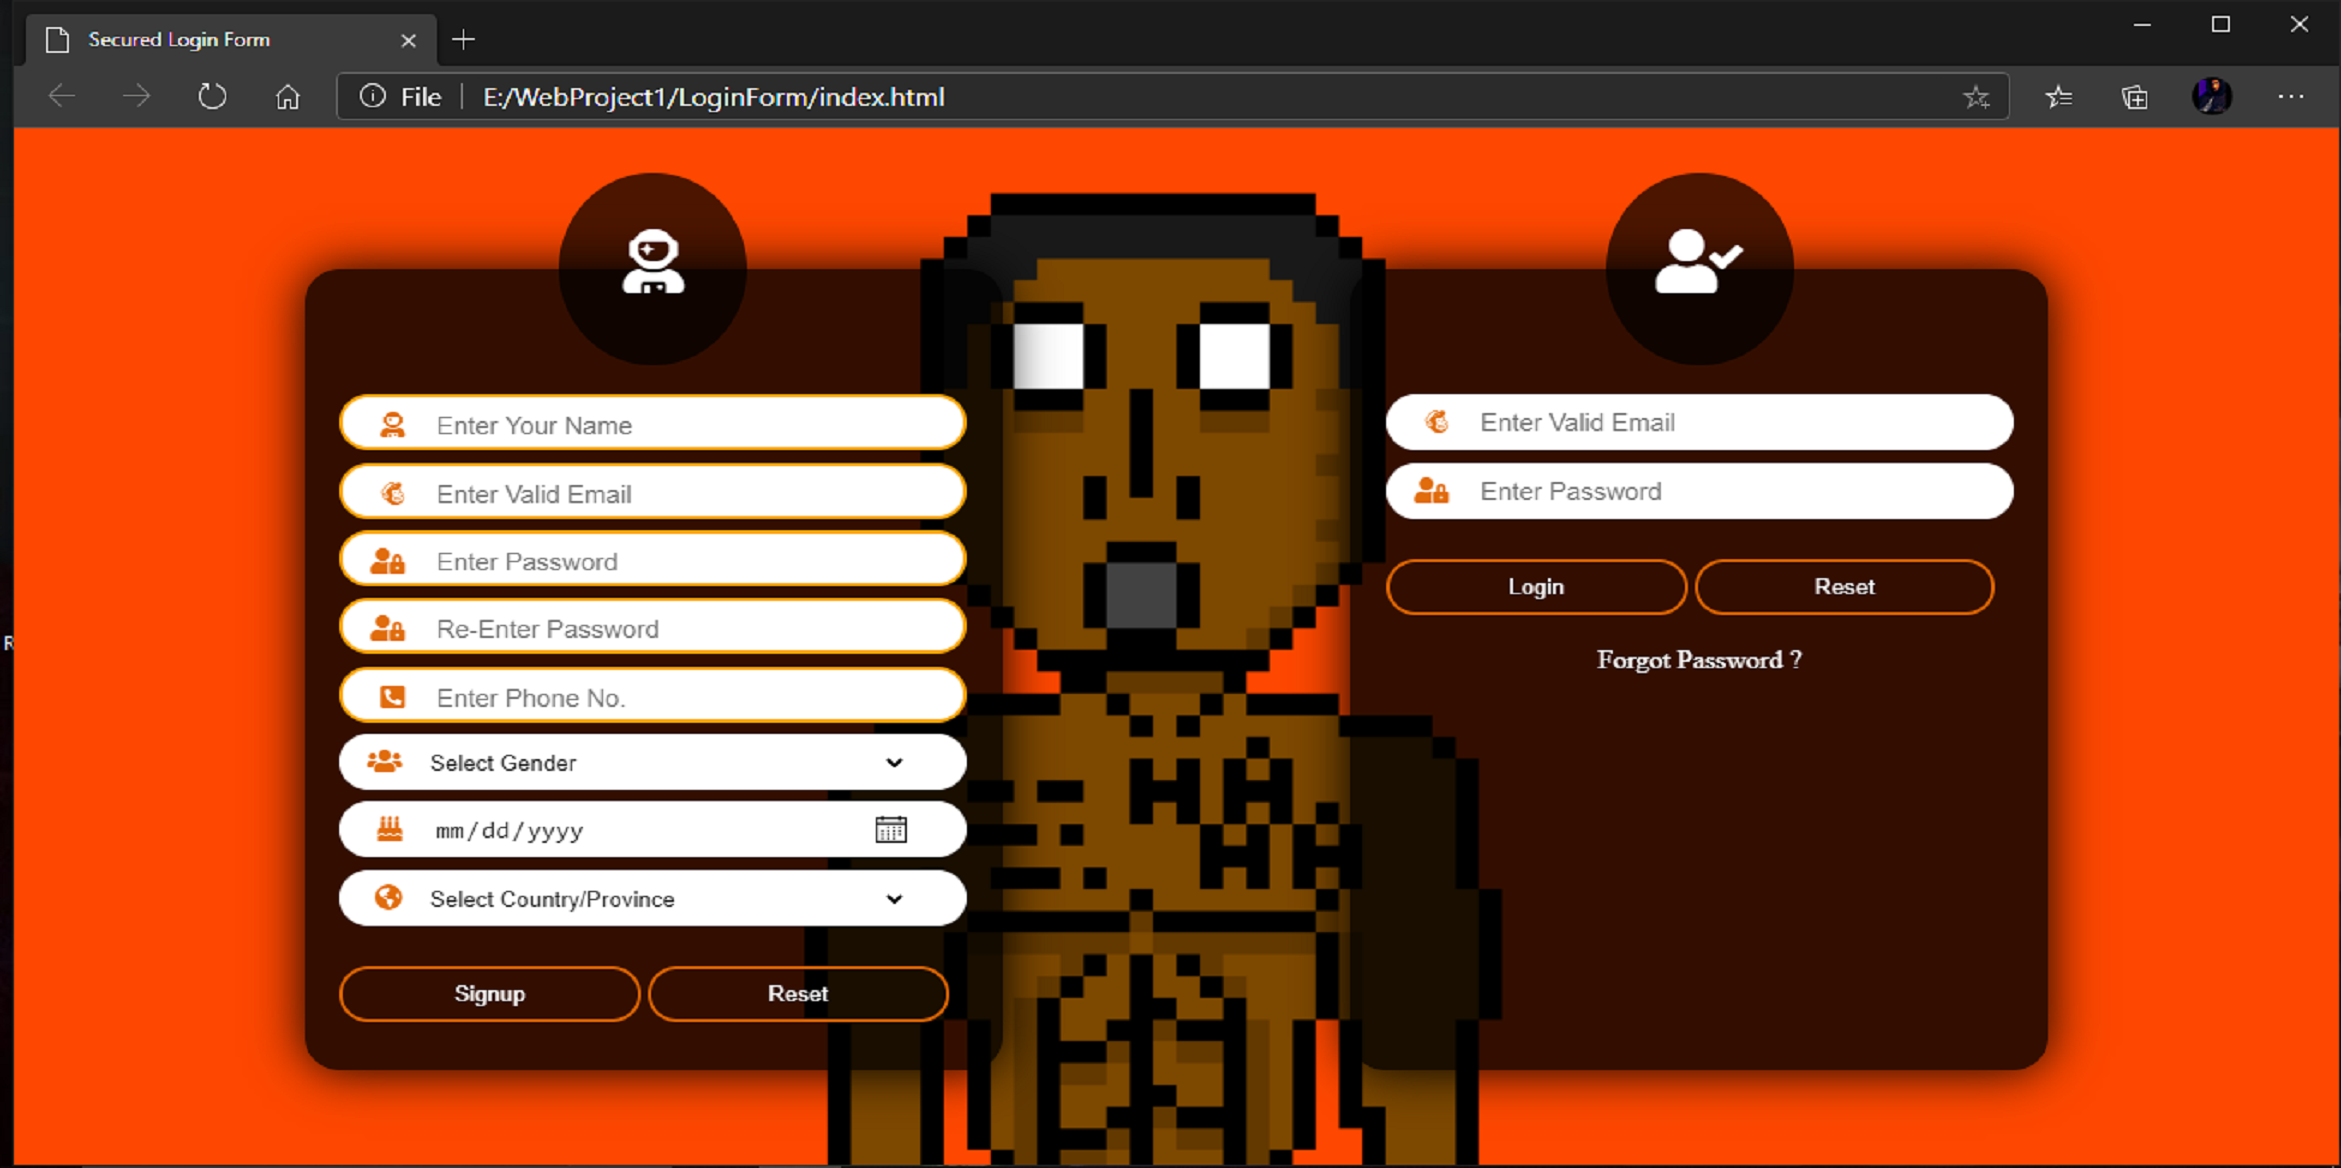 Secured Login Form
File
E:/WebProject1/LoginForm/index.html
R
Enter Your Name
Enter Valid Email
Enter Password
Re-Enter Password
Enter Phone No.
Select Gender
mm/dd/yyyy
Select Country/Province
Signup
Reset
Enter Valid Email
Enter Password
Login
Reset
Forgot Password ?
HA
HA